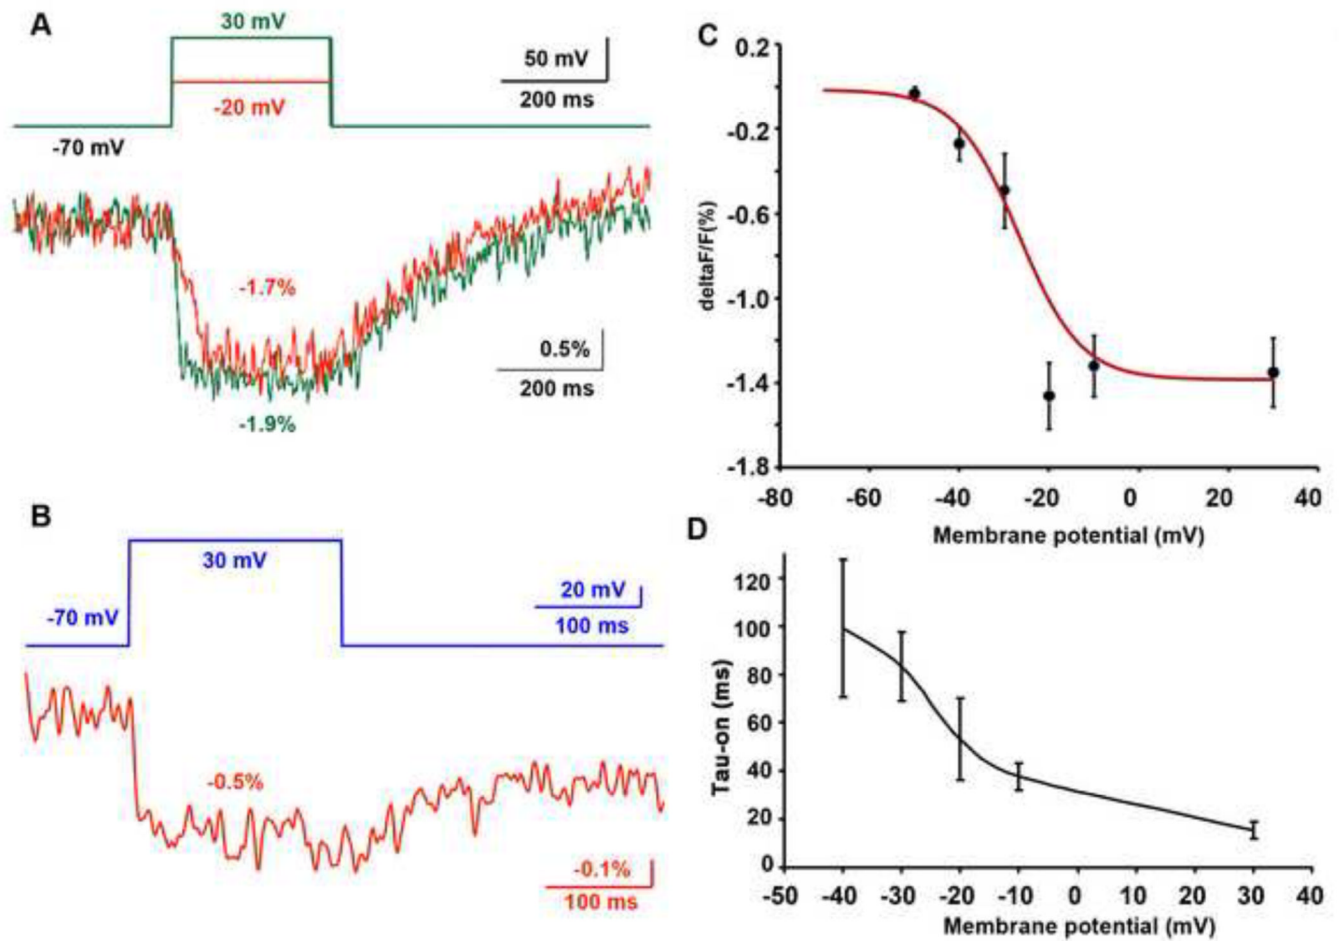 A
30 mV
50 mV
200 ms
-20 mV
-70 mV
-1.7%
0.5%
200 ms
-1.9%
B
30 mV
20 mV
-70 mV
100 ms
-0.5%
-0.1%
100 ms
C
0.2
-0.2
-0.6
-1.0
-1.4
-1.8
deltaF/F(%)
-80 -60 -40 -20 0 20 40
Membrane potential (mV)
D
120
100
80
60
40
20
0
Tau-on (ms)
-50 -40 -30 -20 -10 0 10 20 30 40
Membrane potential (mV)